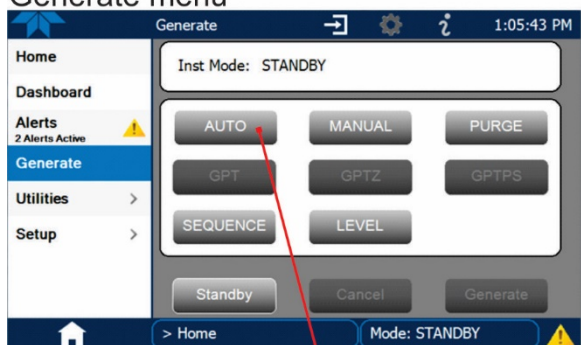 Generate menu
Generate 1:05:43 PM
Home
Inst Mode: STANDBY
Dashboard
Alerts
2 Alerts Active
AUTO MANUAL PURGE
Generate
GPT GPTZ GPTPS
Utilities >
SEQUENCE LEVEL
Setup >
Standby Cancel Generate
> Home Mode: STANDBY